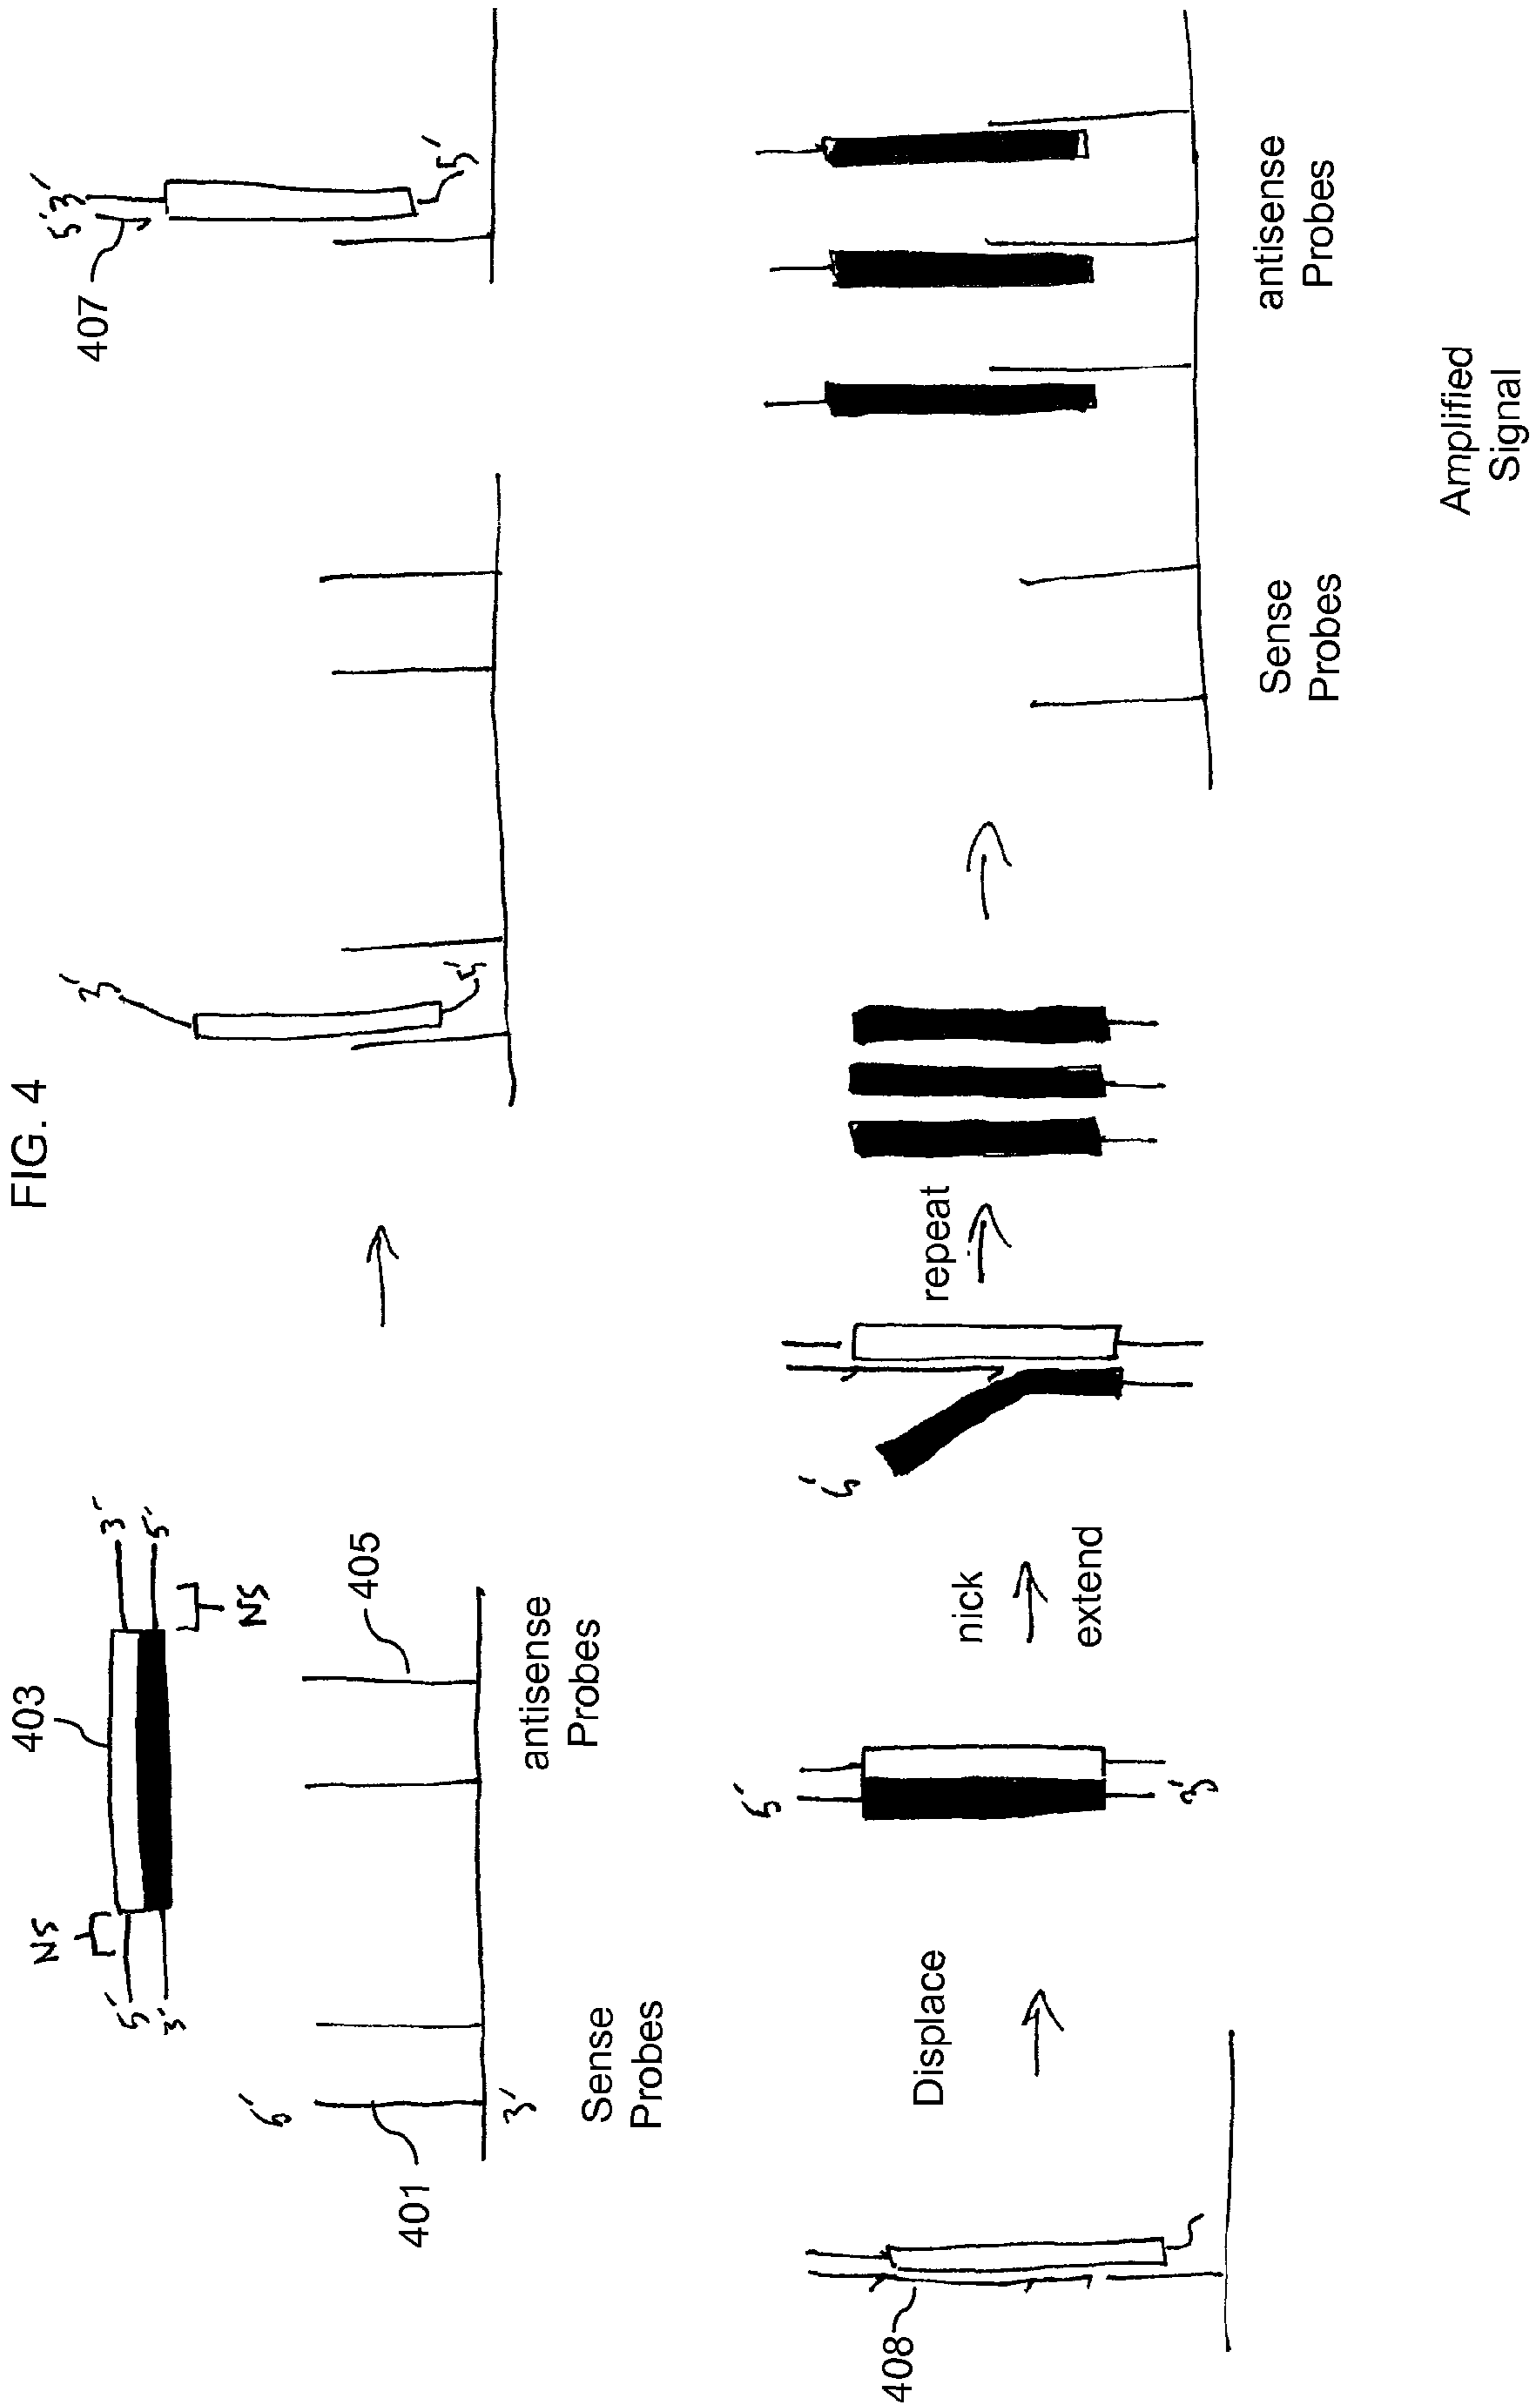 FIG. 4
403
NS
5'
3'
3'
5'
NS
5'
3'
401
405
Sense
Probes
antisense
Probes
3'
5'
5'3'
407
5'
408
Displace
5'
3'
nick
extend
5'
repeat
Sense
Probes
antisense
Probes
Amplified
Signal